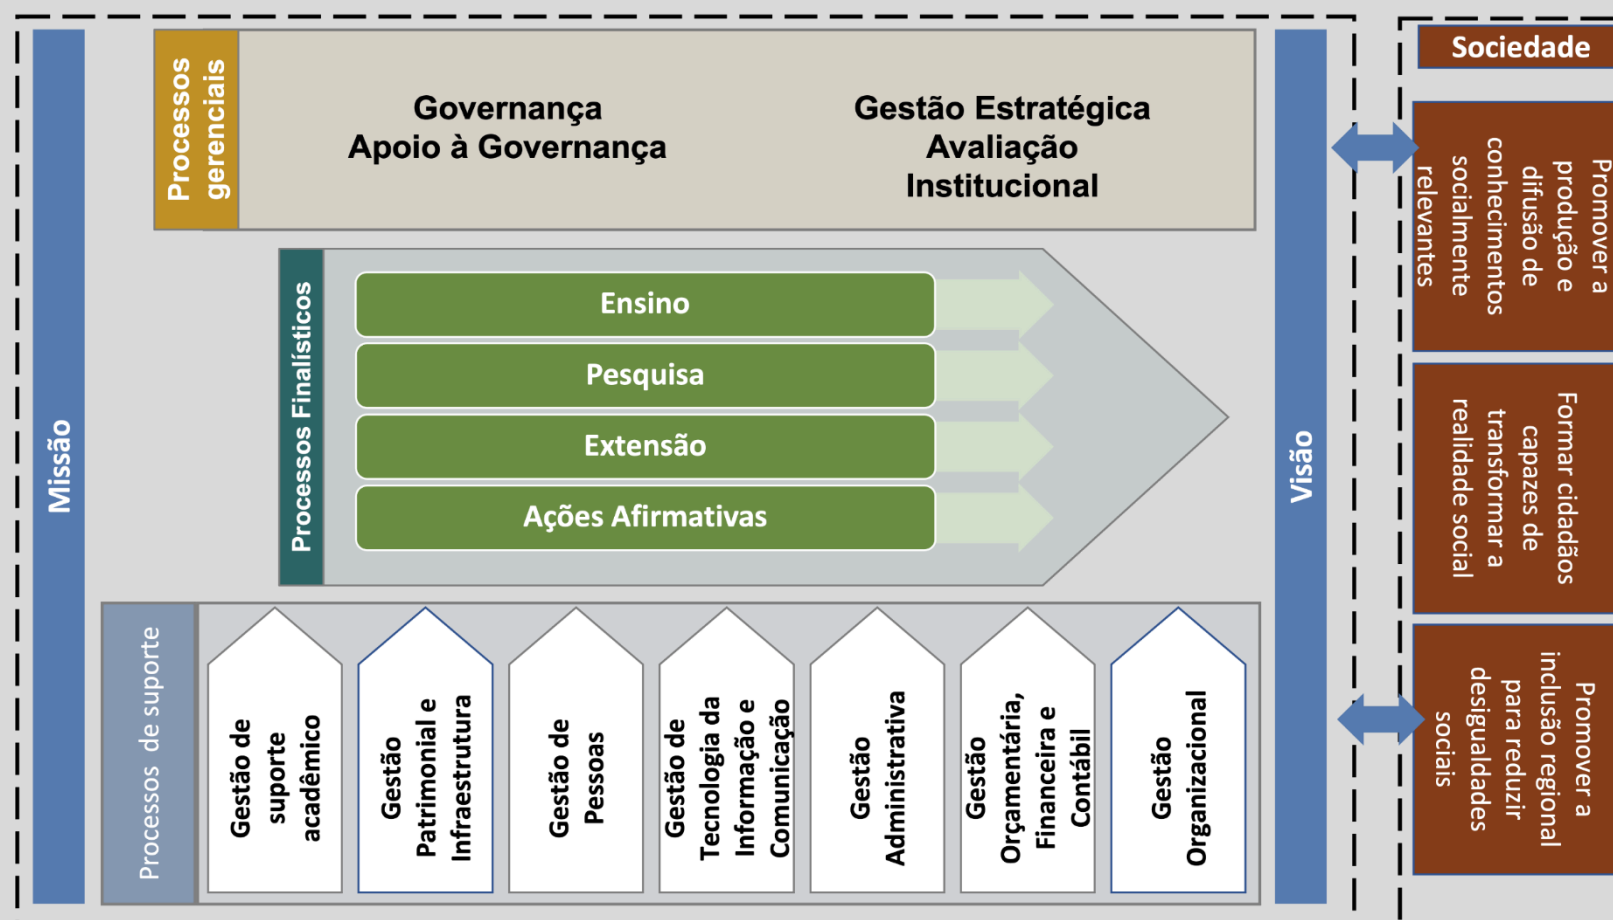 Missão
Processos
gerenciais
Governança
Apoio à Governança
Gestão Estratégica
Avaliação
Institucional
Processos Finalísticos
Ensino
Pesquisa
Extensão
Ações Afirmativas
Processos de suporte
Gestão de
suporte
acadêmico
Gestão
Patrimonial e
Infraestrutura
Gestão de
Pessoas
Gestão de
Tecnologia da
Informação e
Comunicação
Gestão
Administrativa
Gestão
Orçamentária,
Financeira e
Contábil
Gestão
Organizacional
Visão
Sociedade
Promover a
produção e
difusão de
conhecimentos
socialmente
relevantes
Formar cidadãos
capazes de
transformar a
realidade social
Promover a
inclusão regional
para reduzir
desigualdades
sociais